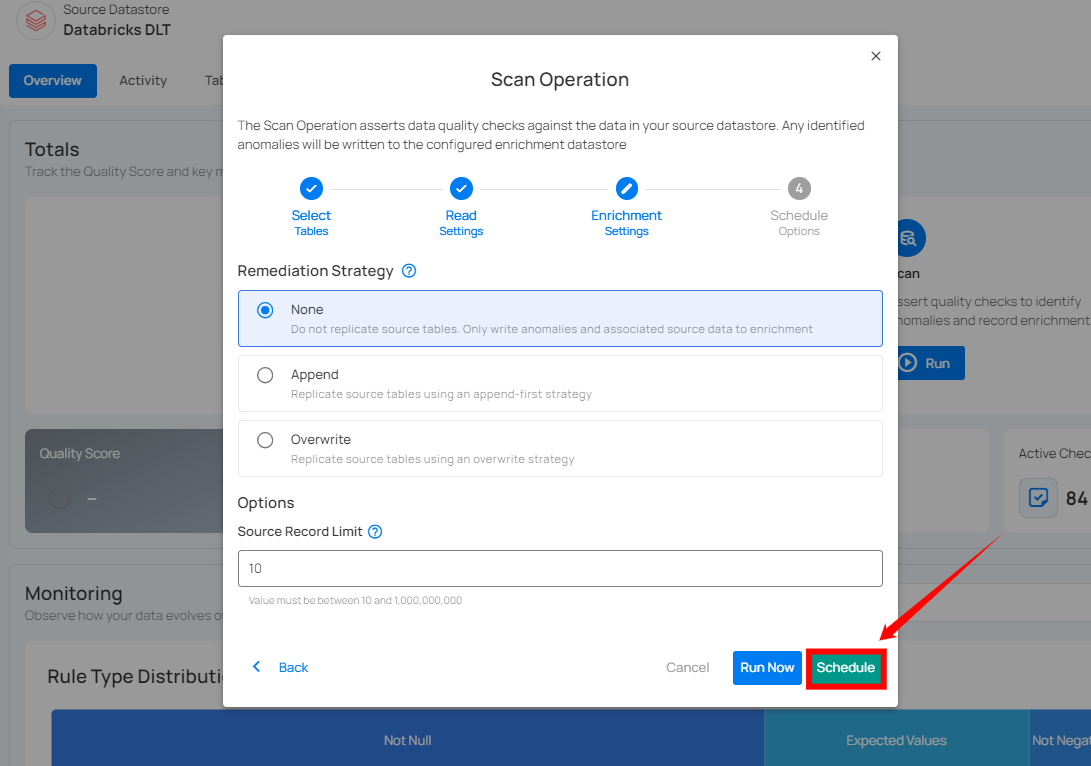 Source Datastore
Databricks DLT
Overview
Activity
Scan Operation
The Scan Operation asserts data quality checks against the data in your source datastore. Any identified
anomalies will be written to the configured enrichment datastore
Select
Tables
Read
Settings
Enrichment
Settings
4
Schedule
Options
Remediation Strategy
None
Do not replicate source tables. Only write anomalies and associated source data to enrichment
Append
Replicate source tables using an append-first strategy
Overwrite
Replicate source tables using an overwrite strategy
Options
Source Record Limit
10
Value must be between 10 and 1,000,000,000
Back
Cancel
Run Now
Schedule
Totals
Track the Quality Score and key m
can
ssert quality checks to identify
nomalies and record enrichment
Run
Quality Score
–
Active Chec
84
Monitoring
Observe how your data evolves o
Rule Type Distributi
Not Null
Expected Values
Not Negat